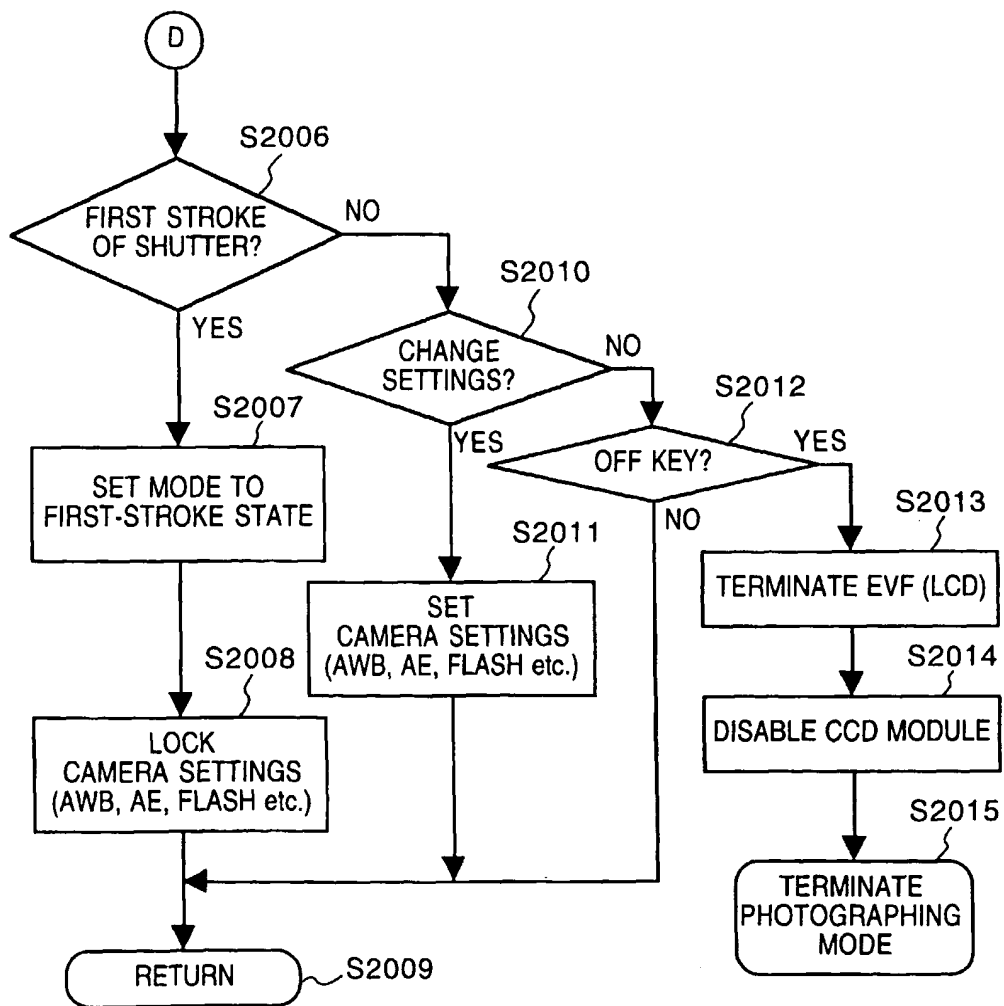 D
S2006
FIRST STROKE
OF SHUTTER?
NO
YES
S2010
CHANGE
SETTINGS?
NO
YES
S2012
OFF KEY?
YES
NO
S2007
SET MODE TO
FIRST-STROKE STATE
S2011
SET
CAMERA SETTINGS
(AWB, AE, FLASH etc.)
S2013
TERMINATE EVF (LCD)
S2008
LOCK
CAMERA SETTINGS
(AWB, AE, FLASH etc.)
S2014
DISABLE CCD MODULE
S2015
TERMINATE
PHOTOGRAPHING
MODE
RETURN
S2009